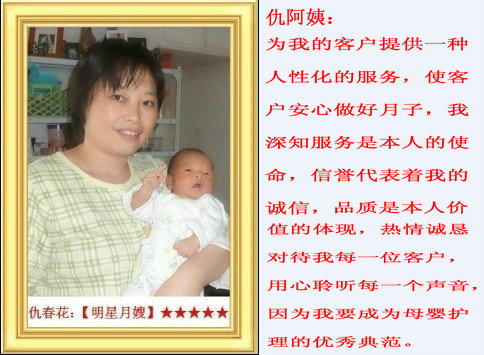 仇阿姨：
为我的客户提供一种
人性化的服务，使客
户安心做好月子，我
深知服务是本人的使
命，信誉代表着我的
诚信，品质是本人价
值的体现，热情诚恳
对待我每一位客户，
用心聆听每一个声音，
因为我要成为母婴护
理的优秀典范。
仇春花：【明星月嫂】★★★★★